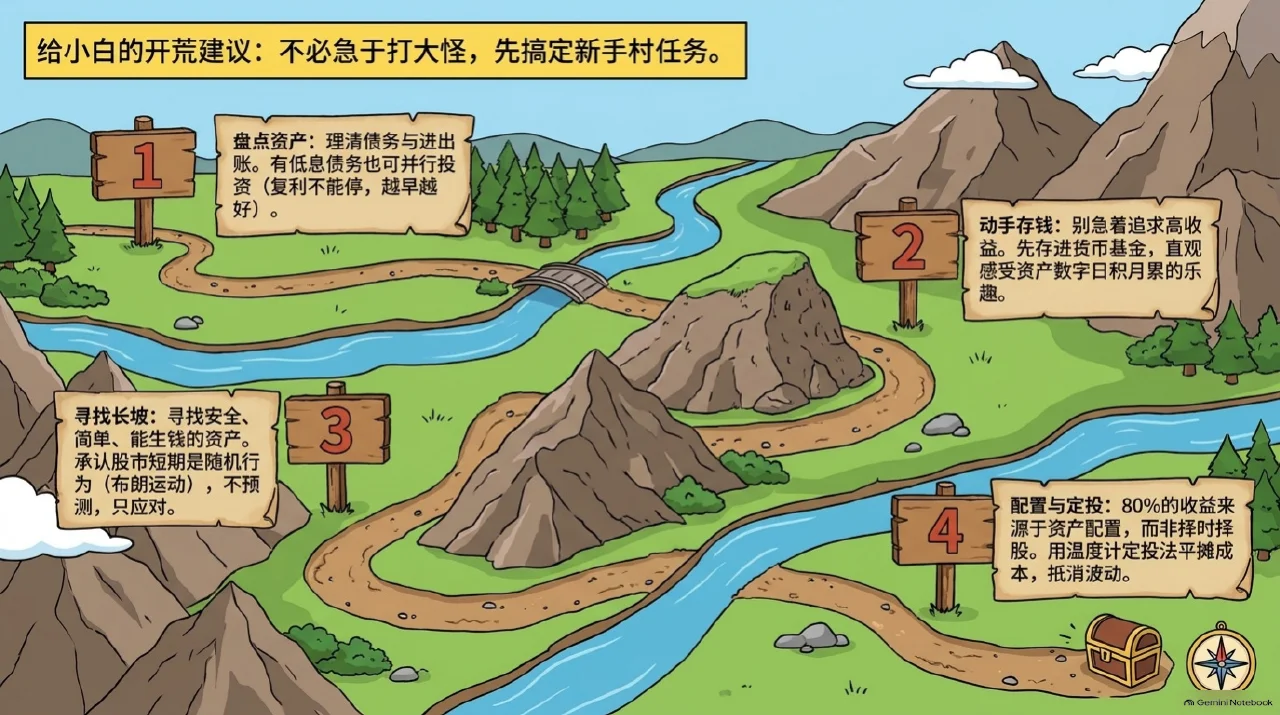 给小白的开荒建议：不必急于打大怪，先搞定新手村任务。
1
盘点资产：理清债务与进出
账。有低息债务也可并行投
资（复利不能停，越早越
好）。
2
动手存钱：别急着追求高收
益。先存进货币基金，直观
感受资产数字日积月累的乐
趣。
3
寻找长坡：寻找安全、
简单、能生钱的资产。
承认股市短期是随机行
为（布朗运动），不预
测，只应对。
4
配置与定投：80%的收益来
源于资产配置，而非择时择
股。用温度计定投法平摊成
本，抵消波动。
Gemini Notebook